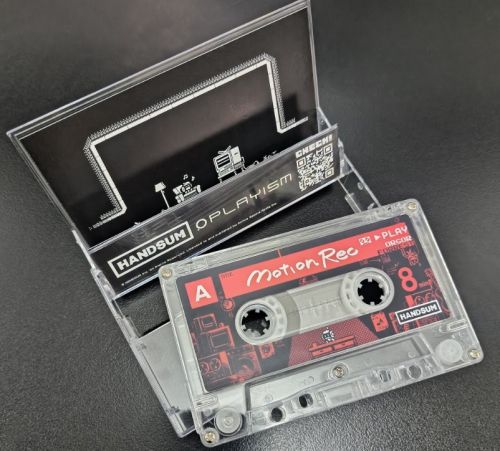 CHECK!
HANDSUM PLAYISM
A
Motion Rec
▶PLAY
8
HANDSUM